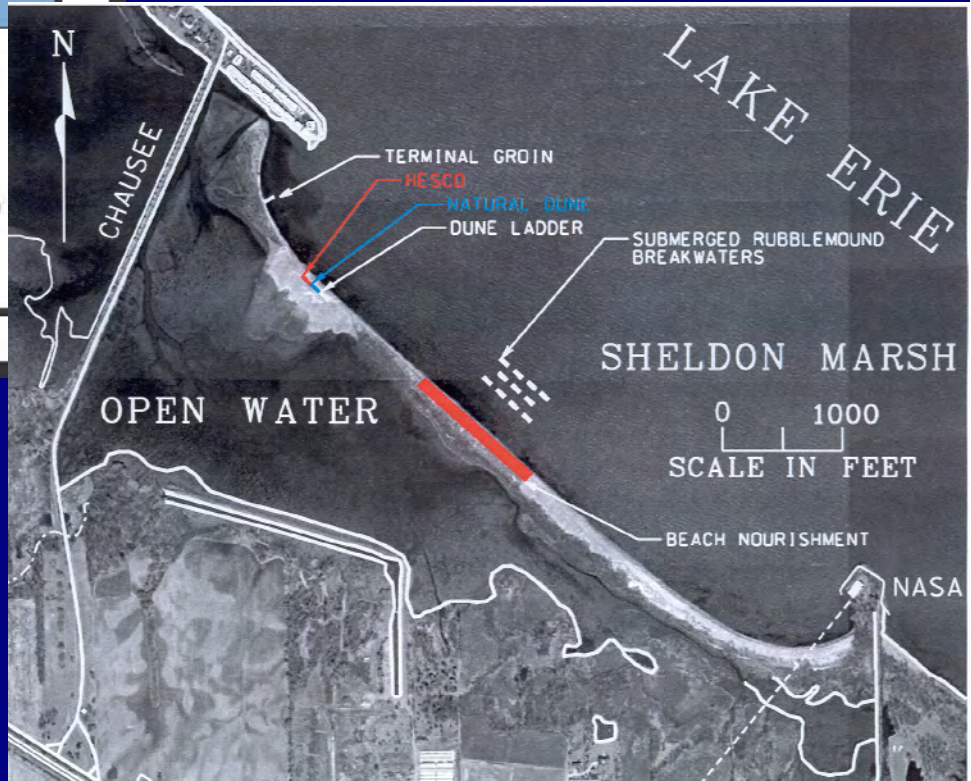 N
LAKE ERIE
CHAUSEE
TERMINAL GROIN
HESCO
NATURAL DUNE
DUNE LADDER
SUBMERGED RUBBLEMOUND
BREAKWATERS
SHELDON MARSH
OPEN WATER
0 1000
SCALE IN FEET
BEACH NOURISHMENT
NASA